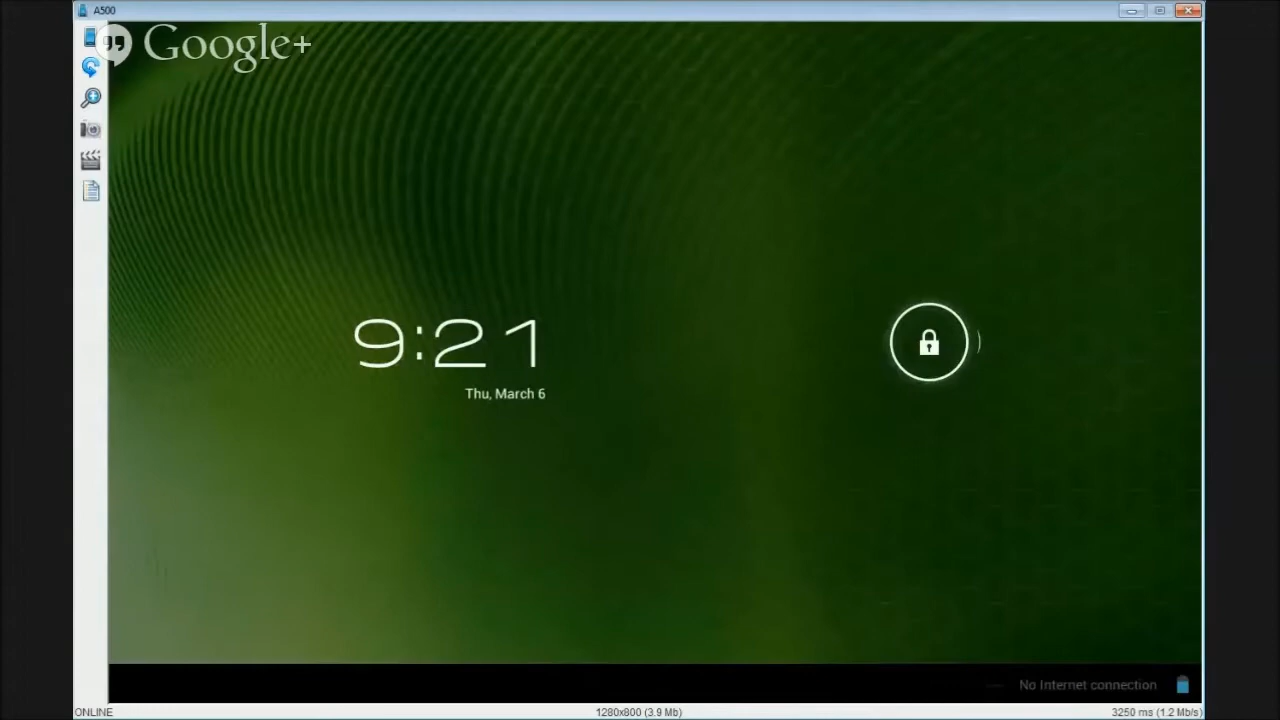 A500
Google+
9:21
Thu, March 6
No Internet connection
ONLINE
1280x800 (3.9 Mb)
3250 ms (1.2 Mb/s)